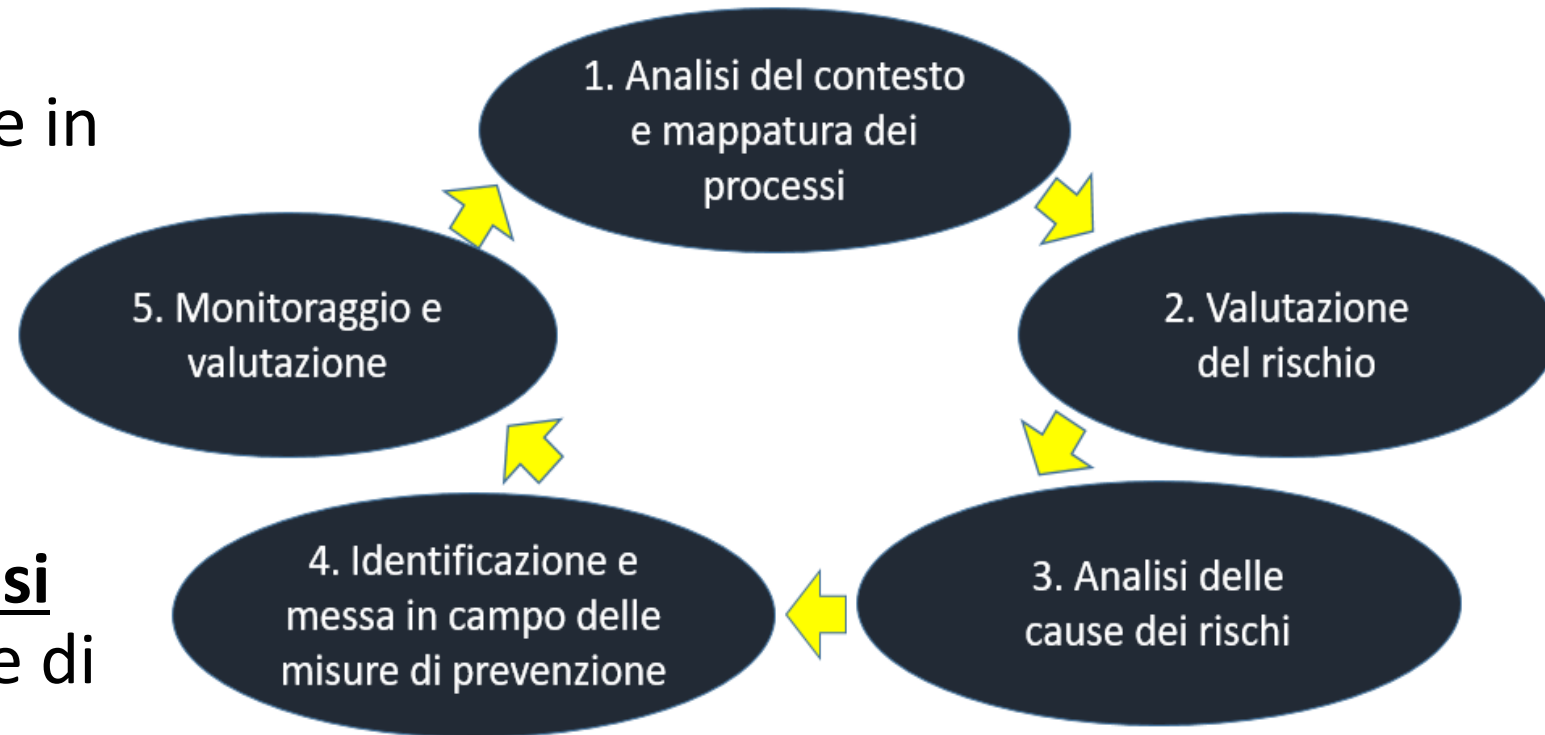 e in
si
e di
1. Analisi del contesto
e mappatura dei
processi
2. Valutazione
del rischio
3. Analisi delle
cause dei rischi
4. Identificazione e
messa in campo delle
misure di prevenzione
5. Monitoraggio e
valutazione